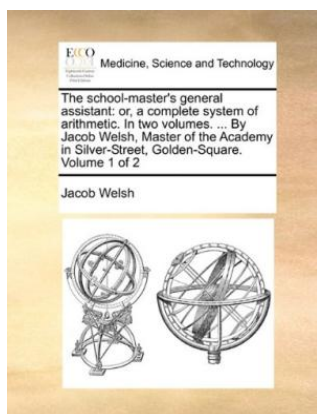 ECCO
Medicine, Science and Technology
The school-master's general
assistant: or, a complete system of
arithmetic. In two volumes. ... By
Jacob Welsh, Master of the Academy
in Silver-Street, Golden-Square.
Volume 1 of 2
Jacob Welsh